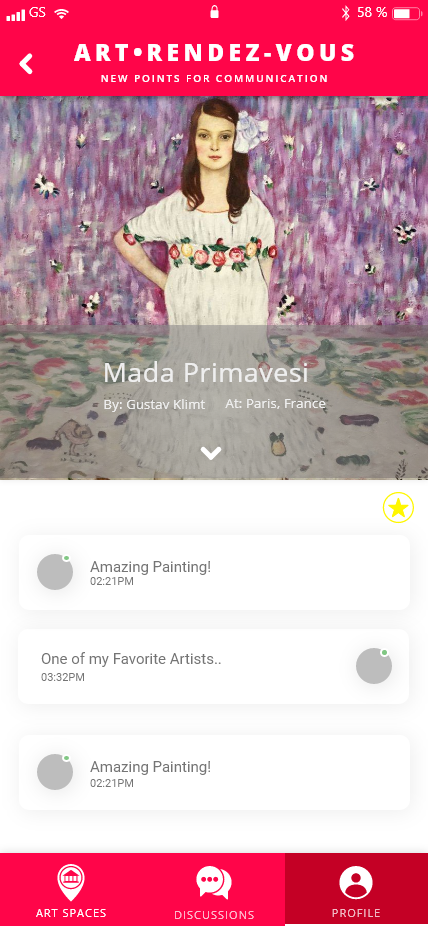 GS 58 %
ART•RENDEZ-VOUS
NEW POINTS FOR COMMUNICATION
Mada Primavesi
By: Gustav Klimt At: Paris, France
Amazing Painting!
02:21PM
One of my Favorite Artists..
03:32PM
Amazing Painting!
02:21PM
ART SPACES DISCUSSIONS PROFILE